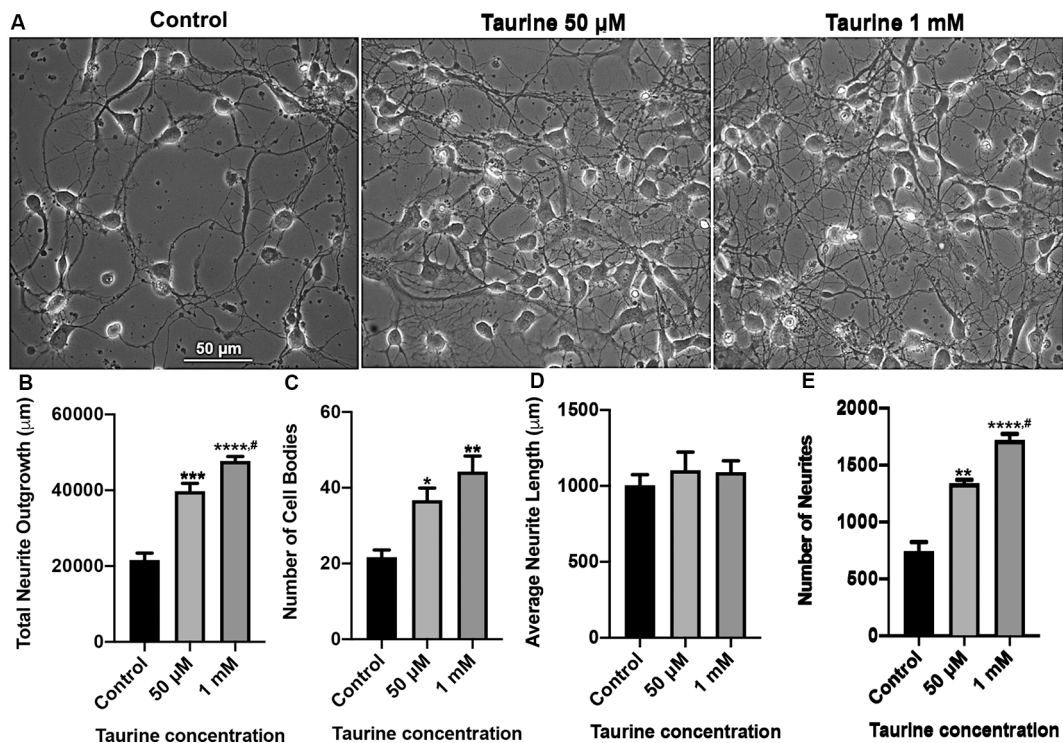 A
Control
Taurine 50 µM
Taurine 1 mM
50 µm
B
Total Neurite Outgrowth (μm)
60000
40000
20000
0
***
****,#
Control
50 µM
1 mM
Taurine concentration
C
Number of Cell Bodies
60
40
20
0
*
**
Control
50 µM
1 mM
Taurine concentration
D
Average Neurite Length (μm)
1500
1000
500
0
Control
50 µM
1 mM
Taurine concentration
E
Number of Neurites
2000
1500
1000
500
0
**
****,#
Control
50 µM
1 mM
Taurine concentration